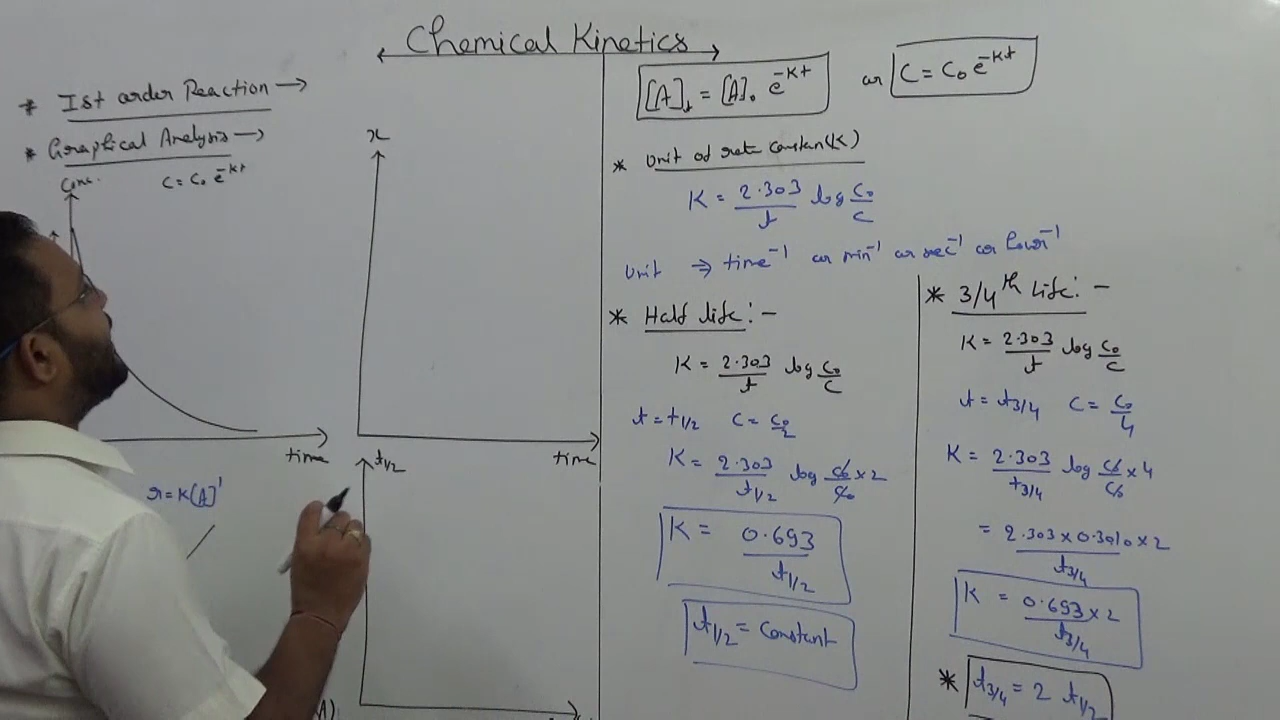 Chemical Kinetics
* Ist order Reaction →
* Graphical Analysis →
Conc.
C = C₀ e^-Kt
time
r = K[A]¹
x
time
t1/2
A)
[A]t = [A]₀ e^-Kt or C = C₀ e^-Kt
* Unit of rate constant(K)
K = 2.303/t log C₀/C
Unit ⇒ time⁻¹ or min⁻¹ or sec⁻¹ or hour⁻¹
* Half life:-
K = 2.303/t log C₀/C
t = t1/2 C = C₀/2
K = 2.303/t1/2 log C₀/C₀ × 2
K = 0.693/t1/2
t1/2 = Constant
* 3/4th life:-
K = 2.303/t log C₀/C
t = t3/4 C = C₀/4
K = 2.303/t3/4 log C₀/C₀ × 4
= 2.303 × 0.3010 × 2/t3/4
K = 0.693 × 2/t3/4
* t3/4 = 2 t1/2